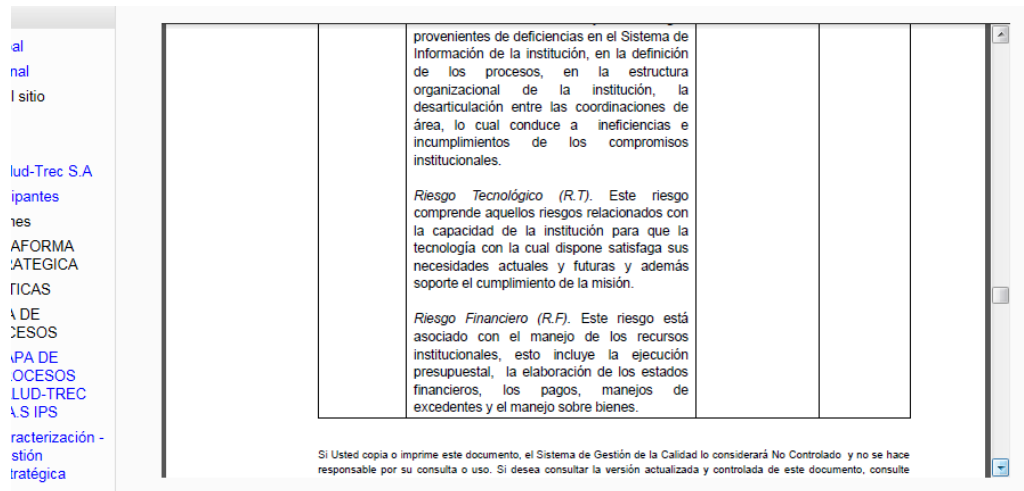 al
nal
l sitio
lud-Trec S.A
ipantes
nes
AFORMA
ATEGICA
TICAS
A DE
CESOS
APA DE
OCESOS
LUD-TREC
A.S IPS
racterización -
stión
tratégica
provenientes de deficiencias en el Sistema de
Información de la institución, en la definición
de los procesos, en la estructura
organizacional de la institución, la
desarticulación entre las coordinaciones de
área, lo cual conduce a ineficiencias e
incumplimientos de los compromisos
institucionales.
Riesgo Tecnológico (R.T). Este riesgo
comprende aquellos riesgos relacionados con
la capacidad de la institución para que la
tecnología con la cual dispone satisfaga sus
necesidades actuales y futuras y además
soporte el cumplimiento de la misión.
Riesgo Financiero (R.F). Este riesgo está
asociado con el manejo de los recursos
institucionales, esto incluye la ejecución
presupuestal, la elaboración de los estados
financieros, los pagos, manejos de
excedentes y el manejo sobre bienes.
Si Usted copia o imprime este documento, el Sistema de Gestión de la Calidad lo considerará No Controlado y no se hace
responsable por su consulta o uso. Si desea consultar la versión actualizada y controlada de este documento, consulte